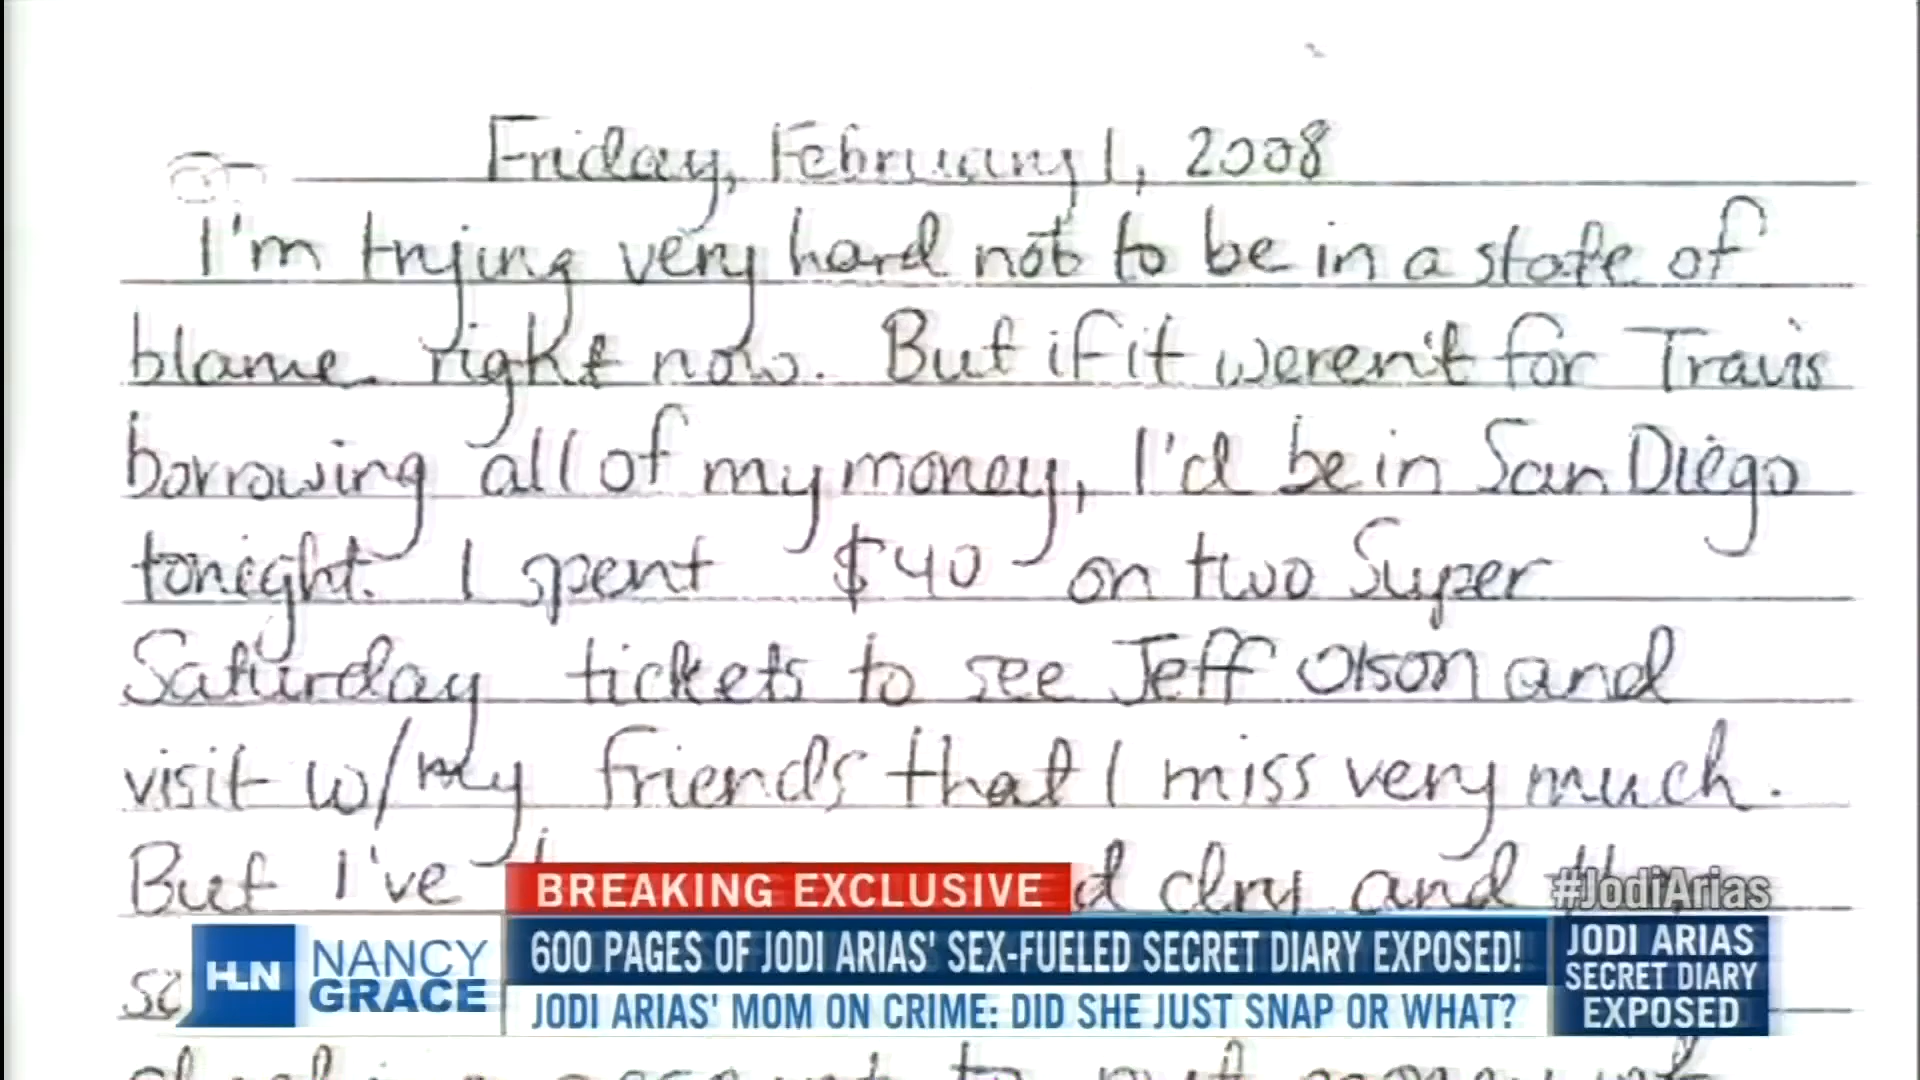 Friday, February 1, 2008
I'm trying very hard not to be in a state of
blame right now. But if it weren't for Travis
borrowing all of my money, I'd be in San Diego
tonight. I spent $40 on two Super
Saturday tickets to see Jeff Olson and
visit w/my friends that I miss very much.
But I've dry and
#JodiArias
BREAKING EXCLUSIVE
HLN NANCY GRACE
600 PAGES OF JODI ARIAS' SEX-FUELED SECRET DIARY EXPOSED!
JODI ARIAS' MOM ON CRIME: DID SHE JUST SNAP OR WHAT?
JODI ARIAS
SECRET DIARY
EXPOSED